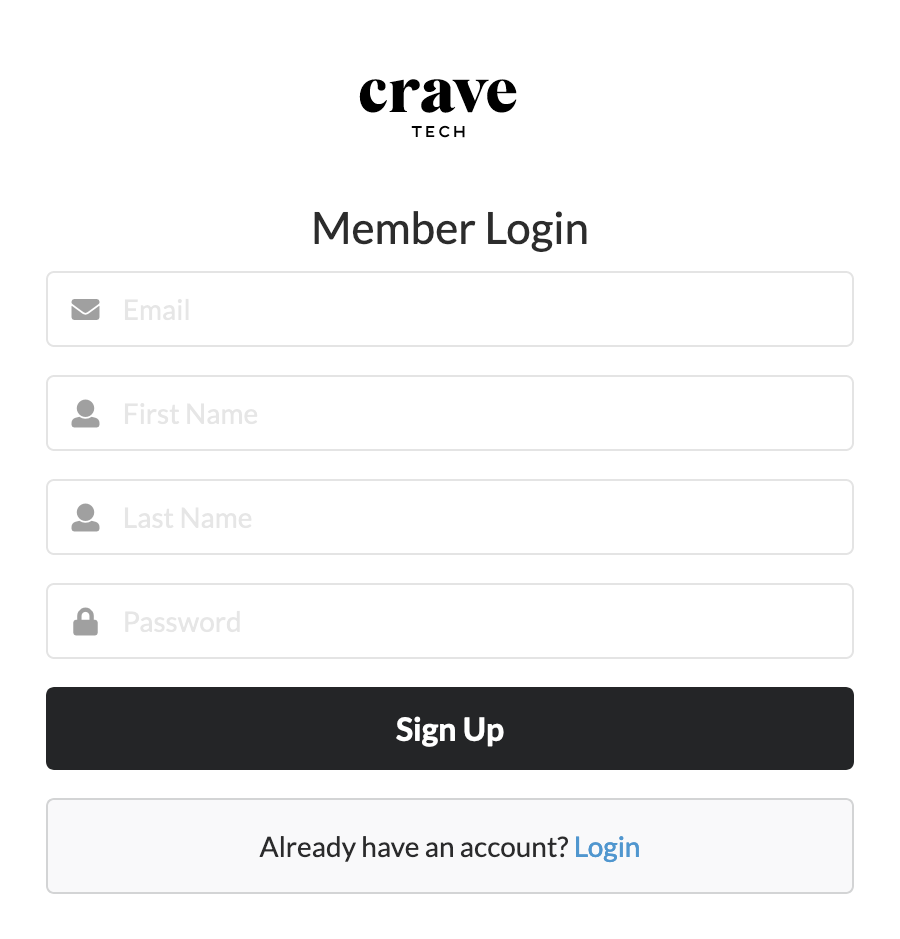 crave
TECH
Member Login
Email
First Name
Last Name
Password
Sign Up
Already have an account? Login